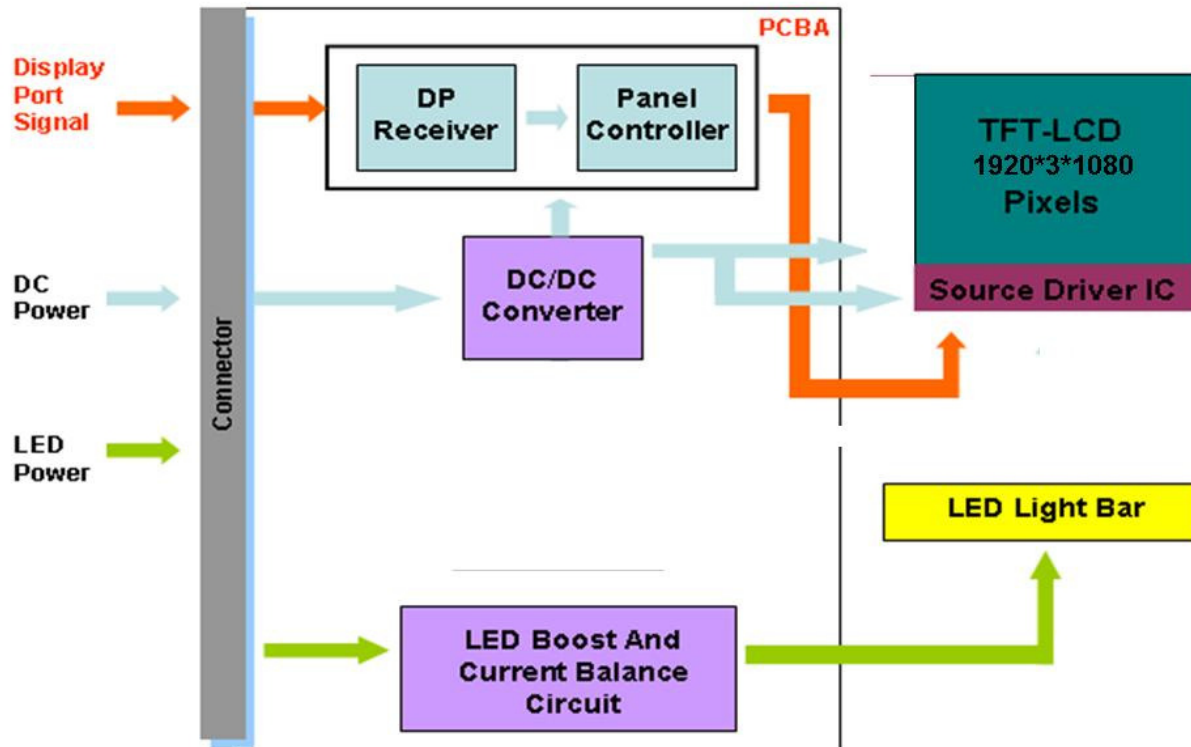 PCBA
Display
Port
Signal
DP
Receiver
Panel
Controller
TFT-LCD
1920*3*1080
Pixels
Source Driver IC
DC
Power
DC/DC
Converter
Connector
LED
Power
LED Light Bar
LED Boost And
Current Balance
Circuit